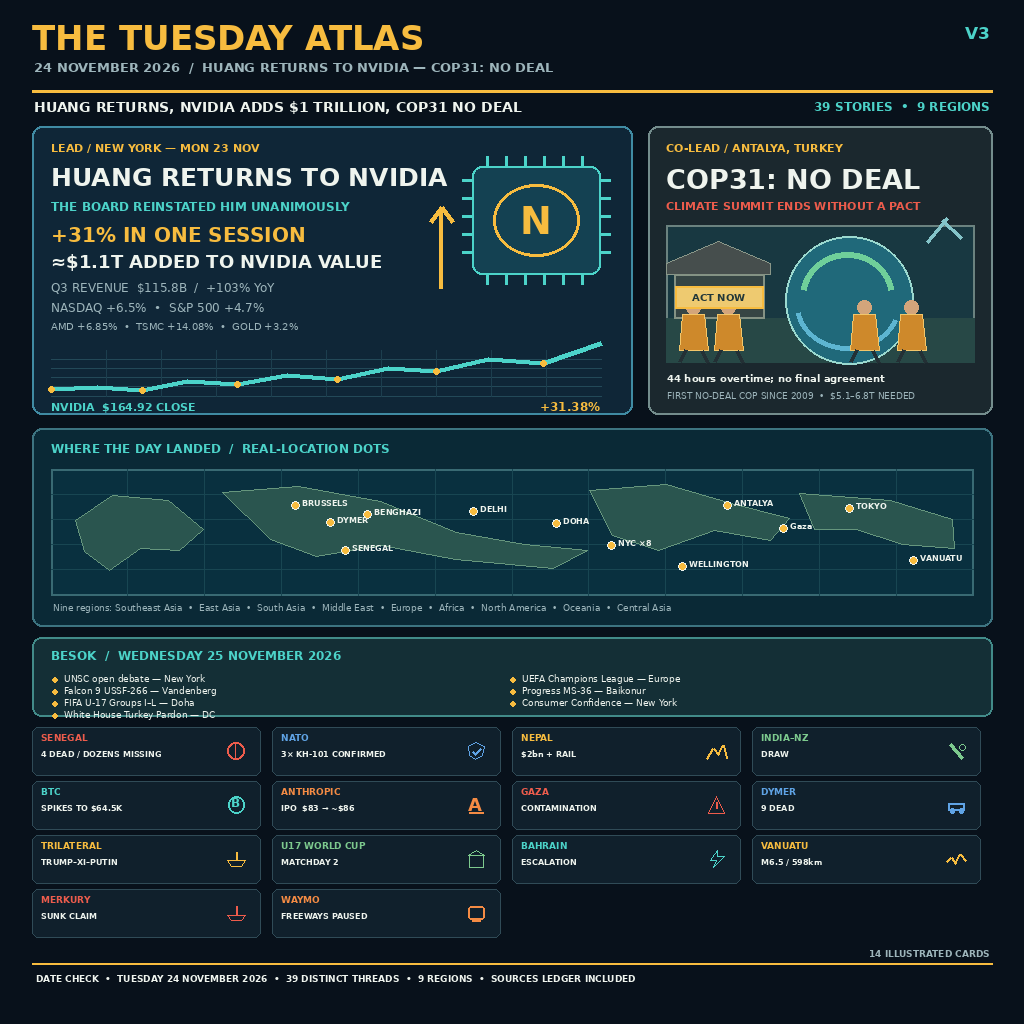 THE TUESDAY ATLAS
V3
24 NOVEMBER 2026 / HUANG RETURNS TO NVIDIA — COP31: NO DEAL
HUANG RETURNS, NVIDIA ADDS $1 TRILLION, COP31 NO DEAL
39 STORIES • 9 REGIONS
LEAD / NEW YORK — MON 23 NOV
HUANG RETURNS TO NVIDIA
THE BOARD REINSTATED HIM UNANIMOUSLY
+31% IN ONE SESSION
≈$1.1T ADDED TO NVIDIA VALUE
Q3 REVENUE $115.8B / +103% YoY
NASDAQ +6.5% • S&P 500 +4.7%
AMD +6.85% • TSMC +14.08% • GOLD +3.2%
N
NVIDIA $164.92 CLOSE
+31.38%
CO-LEAD / ANTALYA, TURKEY
COP31: NO DEAL
CLIMATE SUMMIT ENDS WITHOUT A PACT
ACT NOW
44 hours overtime; no final agreement
FIRST NO-DEAL COP SINCE 2009 • $5.1–6.8T NEEDED
WHERE THE DAY LANDED / REAL-LOCATION DOTS
BRUSSELS
DYMER
BENGHAZI
SENEGAL
DELHI
DOHA
NYC ×8
WELLINGTON
ANTALYA
Gaza
TOKYO
VANUATU
Nine regions: Southeast Asia • East Asia • South Asia • Middle East • Europe • Africa • North America • Oceania • Central Asia
BESOK / WEDNESDAY 25 NOVEMBER 2026
UNSC open debate — New York
Falcon 9 USSF-266 — Vandenberg
FIFA U-17 Groups I–L — Doha
White House Turkey Pardon — DC
UEFA Champions League — Europe
Progress MS-36 — Baikonur
Consumer Confidence — New York
SENEGAL
4 DEAD / DOZENS MISSING
NATO
3× KH-101 CONFIRMED
NEPAL
$2bn + RAIL
INDIA–NZ
DRAW
BTC
SPIKES TO $64.5K
B
ANTHROPIC
IPO $83 → ~$86
A
GAZA
CONTAMINATION
DYMER
9 DEAD
TRILATERAL
TRUMP–XI–PUTIN
U17 WORLD CUP
MATCHDAY 2
BAHRAIN
ESCALATION
VANUATU
M6.5 / 598km
MERKURY
SUNK CLAIM
WAYMO
FREEWAYS PAUSED
14 ILLUSTRATED CARDS
DATE CHECK • TUESDAY 24 NOVEMBER 2026 • 39 DISTINCT THREADS • 9 REGIONS • SOURCES LEDGER INCLUDED